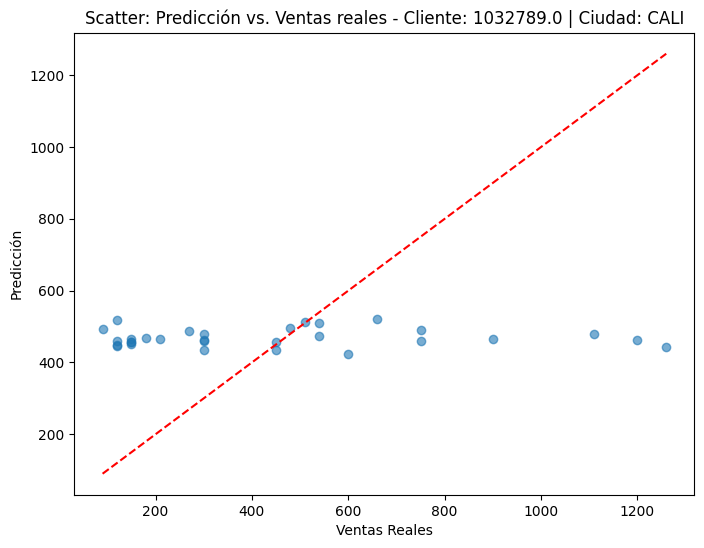 Scatter: Predicción vs. Ventas reales - Cliente: 1032789.0 | Ciudad: CALI
1200
1000
800
600
400
200
Predicción
200 400 600 800 1000 1200
Ventas Reales